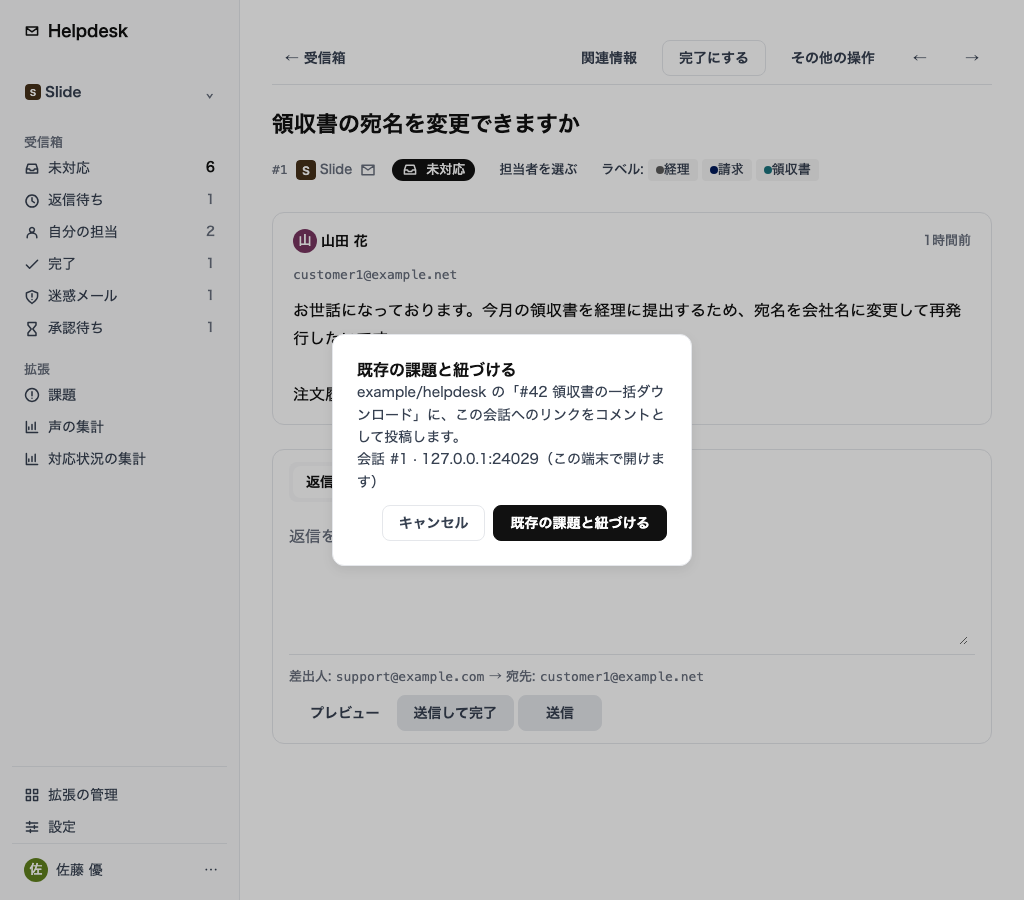 Helpdesk
S Slide
受信箱
未対応 6
返信待ち 1
自分の担当 2
完了 1
迷惑メール 1
承認待ち 1
拡張
課題
声の集計
対応状況の集計
拡張の管理
設定
佐 佐藤 優 …
← 受信箱 関連情報 完了にする その他の操作 ← →
領収書の宛名を変更できますか
#1 S Slide 未対応 担当者を選ぶ ラベル: 経理 請求 領収書
山 山田 花 1時間前
customer1@example.net
お世話になっております。今月の領収書を経理に提出するため、宛名を会社名に変更して再発
行した
注文
既存の課題と紐づける
example/helpdesk の「#42 領収書の一括ダウ
ンロード」に、この会話へのリンクをコメントと
して投稿します。
会話 #1 · 127.0.0.1:24029（この端末で開けま
す）
キャンセル 既存の課題と紐づける
返信
返信を
差出人: support@example.com → 宛先: customer1@example.net
プレビュー 送信して完了 送信